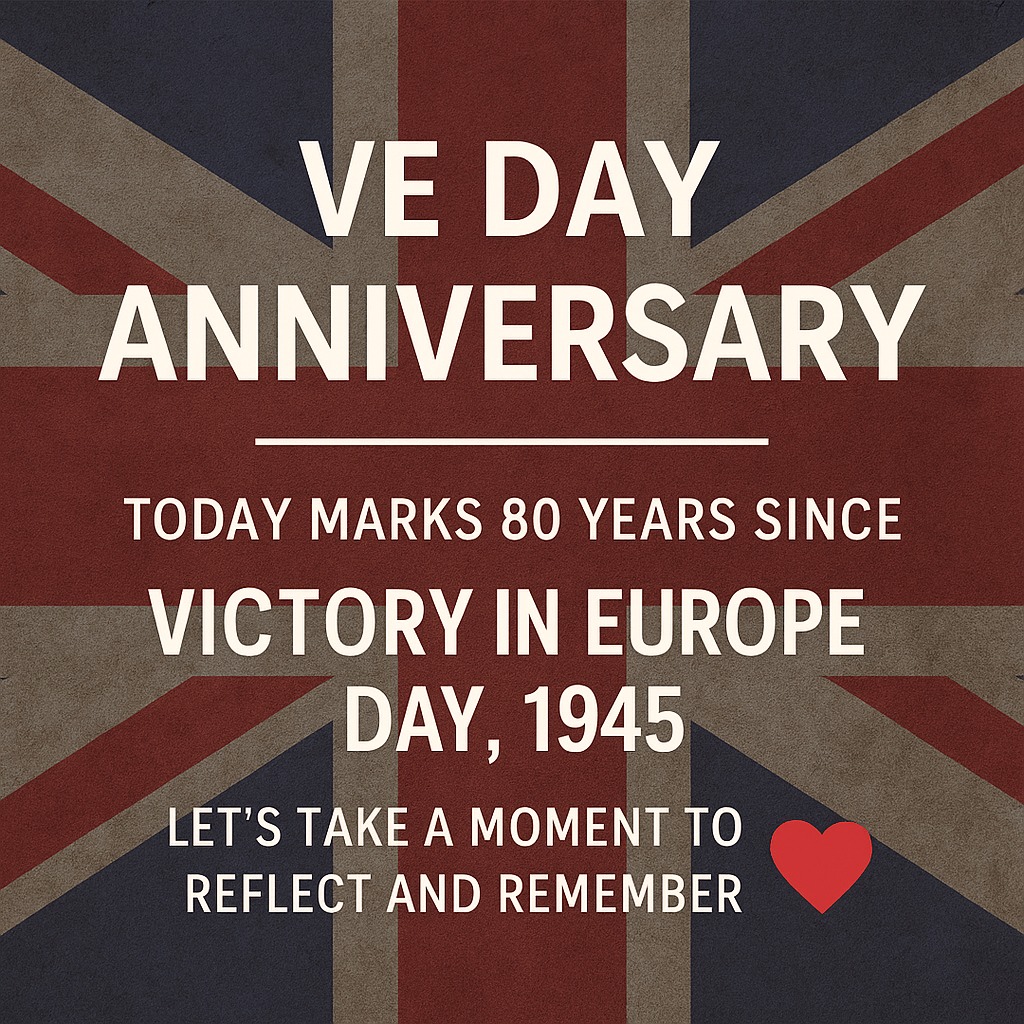 VE DAY
ANNIVERSARY
TODAY MARKS 80 YEARS SINCE
VICTORY IN EUROPE
DAY, 1945
LET'S TAKE A MOMENT TO
REFLECT AND REMEMBER